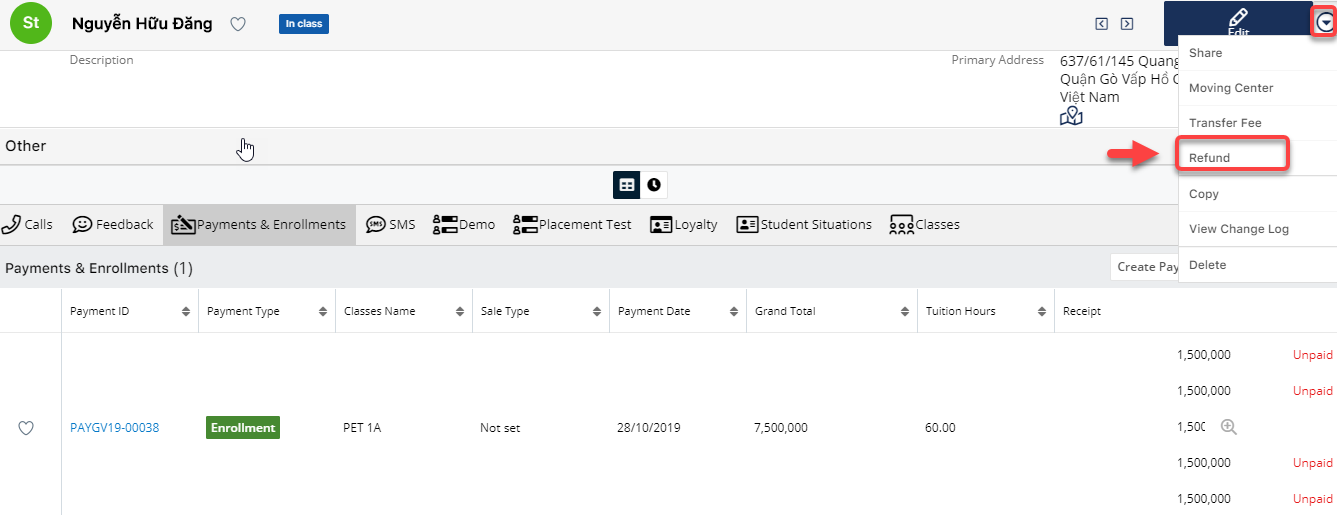 St
Nguyễn Hữu Đăng
In class
Edit
Description
Primary Address
637/61/145 Quang
Quận Gò Vấp Hồ
Việt Nam
Share
Moving Center
Transfer Fee
Refund
Copy
View Change Log
Delete
Other
Calls
Feedback
Payments & Enrollments
SMS
Demo
Placement Test
Loyalty
Student Situations
Classes
Payments & Enrollments (1)
Create Pay
Payment ID Payment Type Classes Name Sale Type Payment Date Grand Total Tuition Hours Receipt
1,500,000 Unpaid
1,500,000 Unpaid
PAYGV19-00038 Enrollment PET 1A Not set 28/10/2019 7,500,000 60.00 1,500
1,500,000 Unpaid
1,500,000 Unpaid